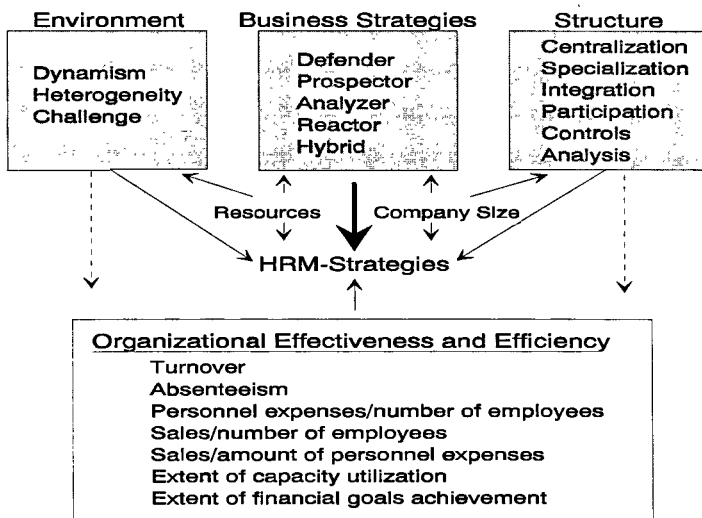 Environment
Dynamism
Heterogeneity
Challenge
Business Strategies
Defender
Prospector
Analyzer
Reactor
Hybrid
Structure
Centralization
Specialization
Integration
Participation
Controls
Analysis
Resources
Company Size
HRM-Strategies
Organizational Effectiveness and Efficiency
Turnover
Absenteeism
Personnel expenses/number of employees
Sales/number of employees
Sales/amount of personnel expenses
Extent of capacity utilization
Extent of financial goals achievement